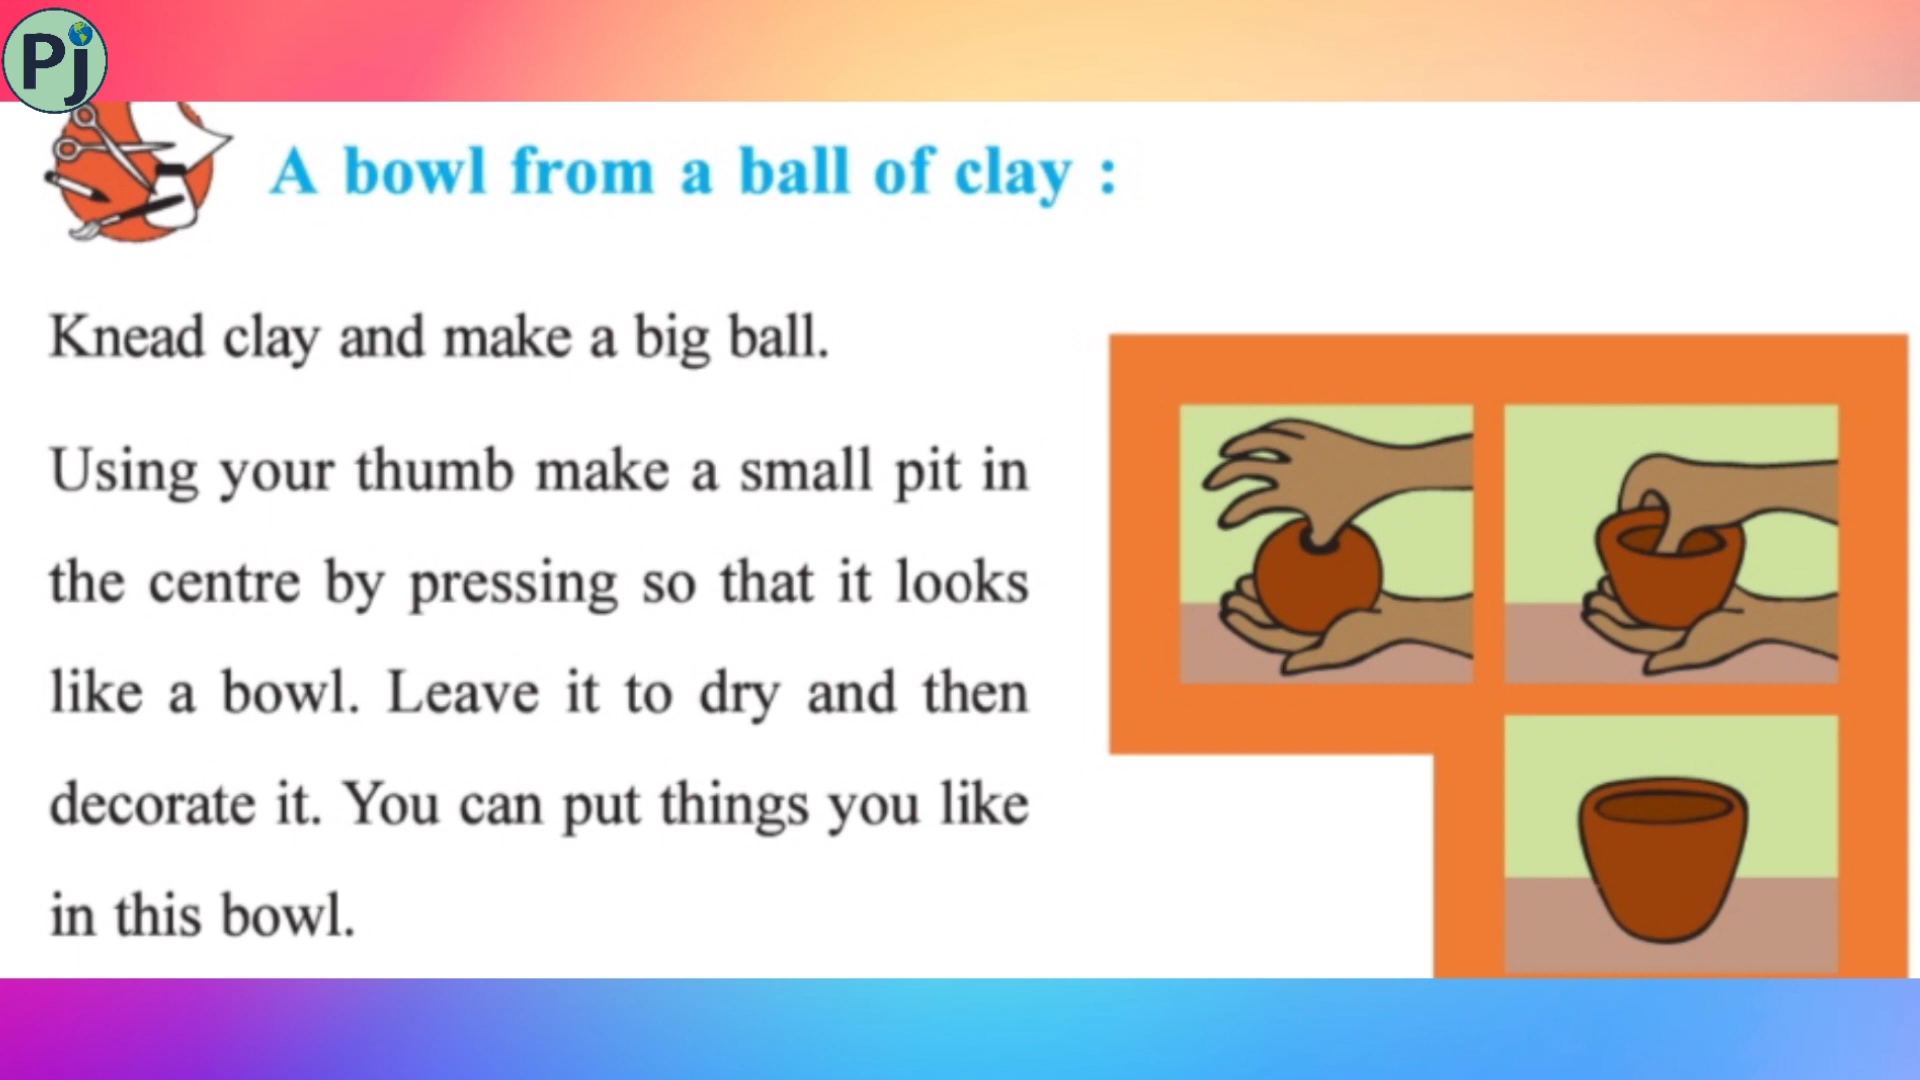 Pj
A bowl from a ball of clay :
Knead clay and make a big ball.
Using your thumb make a small pit in
the centre by pressing so that it looks
like a bowl. Leave it to dry and then
decorate it. You can put things you like
in this bowl.